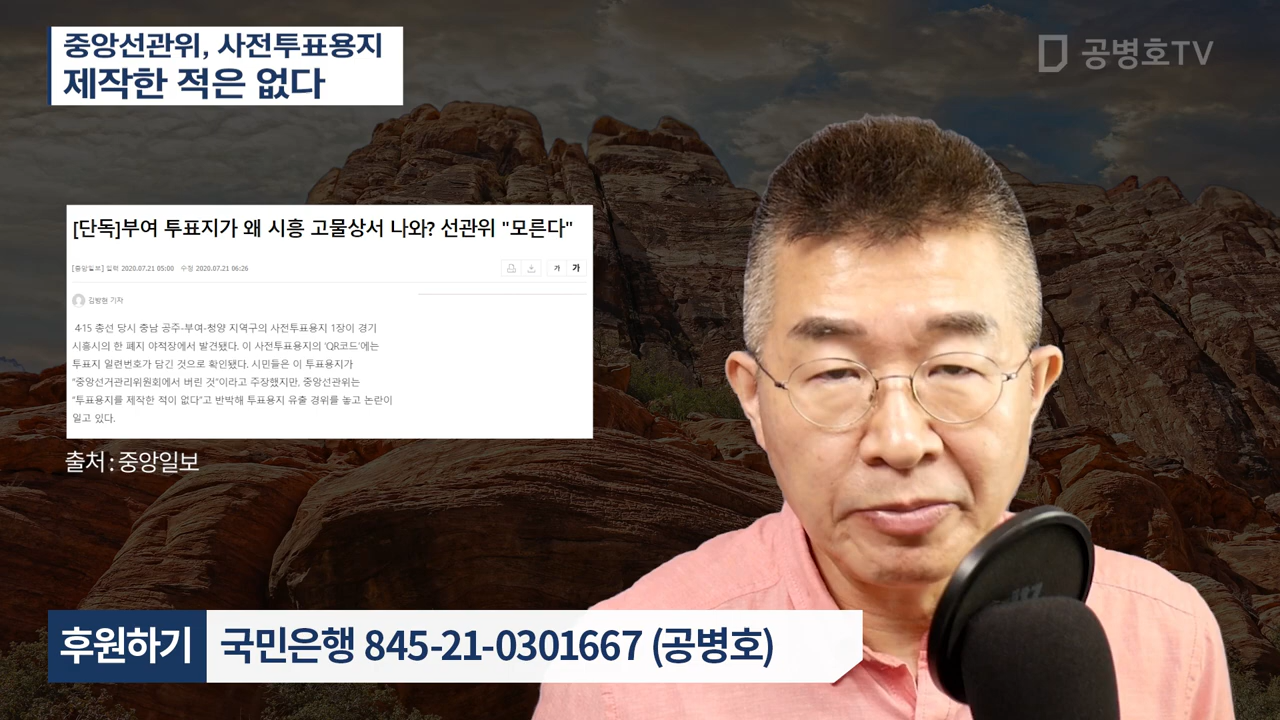 중앙선관위, 사전투표용지
제작한 적은 없다
공병호TV
[단독]부여 투표지가 왜 시흥 고물상서 나와? 선관위 "모른다"
[중앙일보] 입력 2020.07.21 05:00 수정 2020.07.21 06:26
가 가
김방현 기자
4·15 총선 당시 충남 공주-부여-청양 지역구의 사전투표용지 1장이 경기
시흥시의 한 폐지 야적장에서 발견됐다. 이 사전투표용지의 'QR코드'에는
투표지 일련번호가 담긴 것으로 확인됐다. 시민들은 이 투표용지가
"중앙선거관리위원회에서 버린 것"이라고 주장했지만, 중앙선관위는
"투표용지를 제작한 적이 없다"고 반박해 투표용지 유출 경위를 놓고 논란이
일고 있다.
출처 : 중앙일보
후원하기 국민은행 845-21-0301667 (공병호)